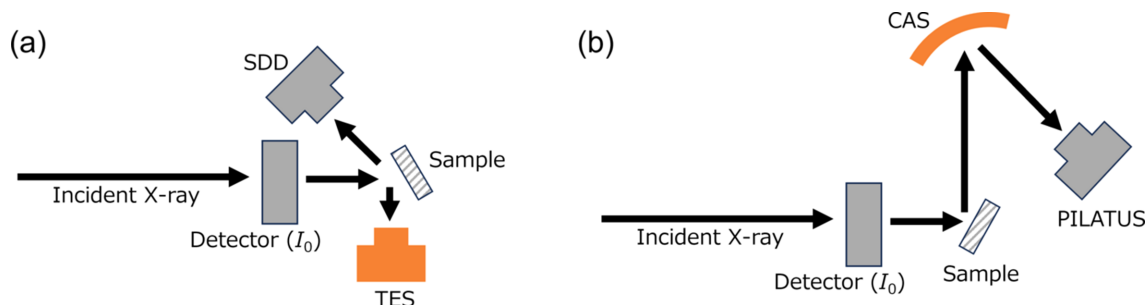 (a)
SDD
Sample
Incident X-ray
Detector (I₀)
TES
(b)
CAS
PILATUS
Incident X-ray
Detector (I₀)
Sample